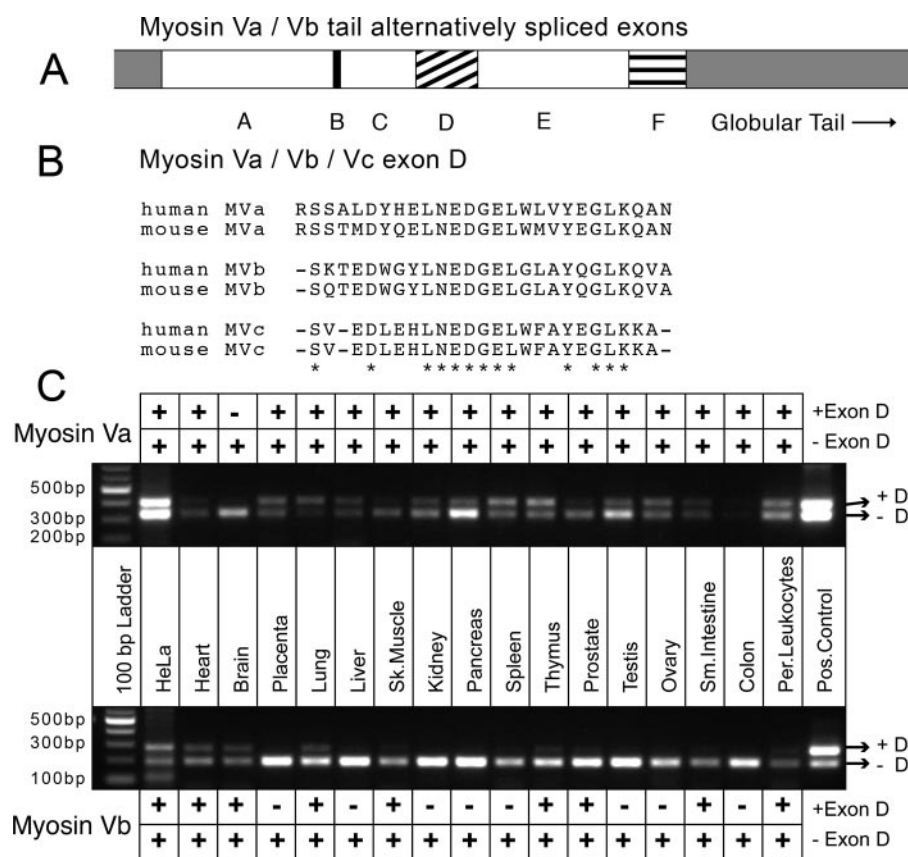 Myosin Va / Vb tail alternatively spliced exons
A
A B C D E F Globular Tail →
B Myosin Va / Vb / Vc exon D
human MVa RSSALDYHELNEDGELWLVYEGLKQAN
mouse MVa RSSTMDYQELNEDGELWMVYEGLKQAN
human MVb -SKTEDWGYLNEDGELGLAYQGLKQVA
mouse MVb -SQTEDWGYLNEDGELGLAYQGLKQVA
human MVc -SV-EDLEHLNEDGELWFAYEGLKKA-
mouse MVc -SV-EDLEHLNEDGELWFAYEGLKKA-
* * ******* * ***
C
+ + - + + + + + + + + + + + + + + +Exon D
Myosin Va
+ + + + + + + + + + + + + + + + + - Exon D
500bp
+ D
300bp
- D
200bp
100 bp Ladder
HeLa
Heart
Brain
Placenta
Lung
Liver
Sk.Muscle
Kidney
Pancreas
Spleen
Thymus
Prostate
Testis
Ovary
Sm.Intestine
Colon
Per.Leukocytes
Pos.Control
500bp
300bp
+ D
- D
100bp
+ + + - + - + - - - + + - - + - + +Exon D
Myosin Vb
+ + + + + + + + + + + + + + + + + - Exon D